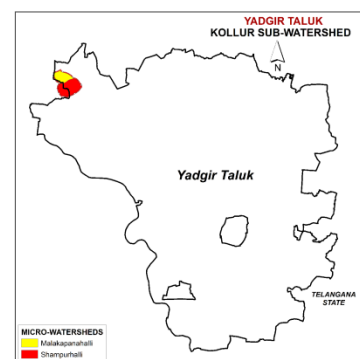 YADGIR TALUK
KOLLUR SUB-WATERSHED
N
Yadgir Taluk
TELANGANA
STATE
MICRO-WATERSHEDS
Malakapanahalli
Shampurhalli